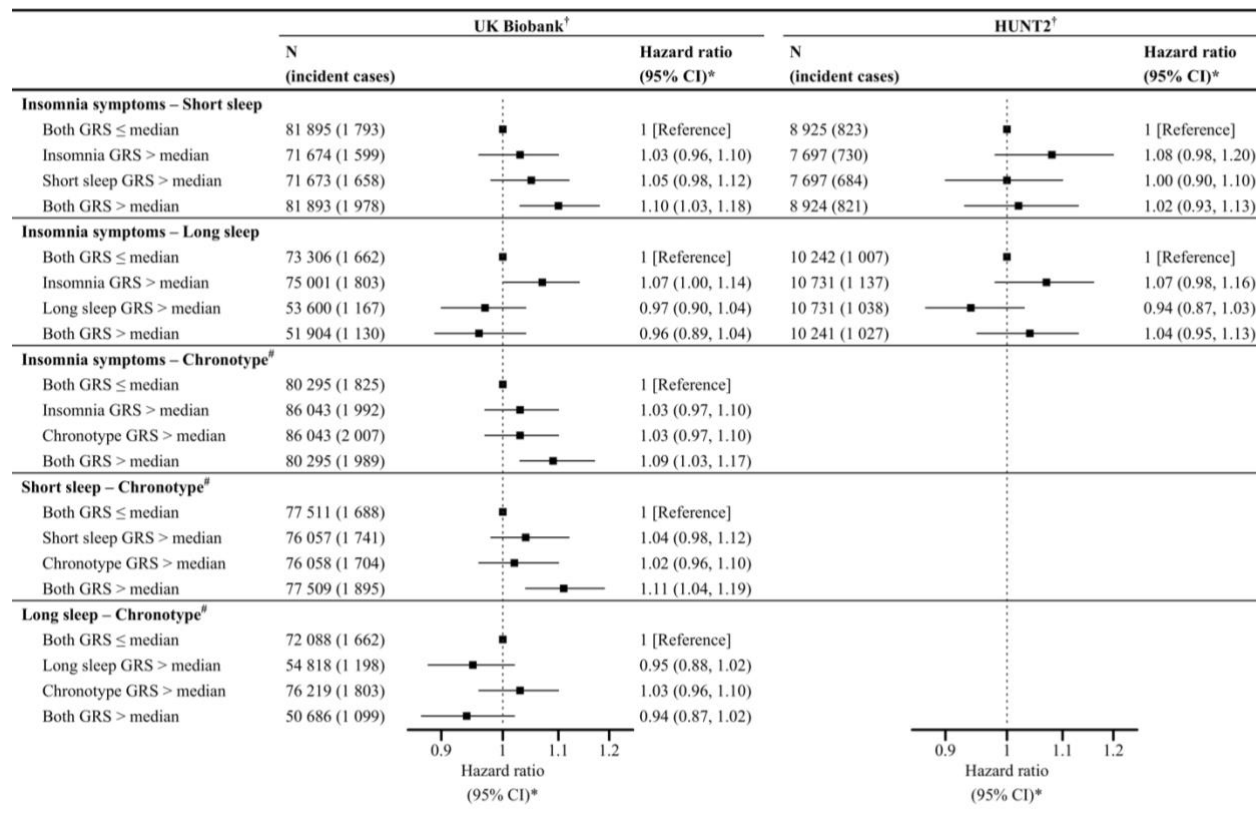 UK Biobank† HUNT2†
N Hazard ratio N Hazard ratio
(incident cases) (95% CI)* (incident cases) (95% CI)*
Insomnia symptoms – Short sleep
Both GRS ≤ median 81 895 (1 793) 1 [Reference] 8 925 (823) 1 [Reference]
Insomnia GRS > median 71 674 (1 599) 1.03 (0.96, 1.10) 7 697 (730) 1.08 (0.98, 1.20)
Short sleep GRS > median 71 673 (1 658) 1.05 (0.98, 1.12) 7 697 (684) 1.00 (0.90, 1.10)
Both GRS > median 81 893 (1 978) 1.10 (1.03, 1.18) 8 924 (821) 1.02 (0.93, 1.13)
Insomnia symptoms – Long sleep
Both GRS ≤ median 73 306 (1 662) 1 [Reference] 10 242 (1 007) 1 [Reference]
Insomnia GRS > median 75 001 (1 803) 1.07 (1.00, 1.14) 10 731 (1 137) 1.07 (0.98, 1.16)
Long sleep GRS > median 53 600 (1 167) 0.97 (0.90, 1.04) 10 731 (1 038) 0.94 (0.87, 1.03)
Both GRS > median 51 904 (1 130) 0.96 (0.89, 1.04) 10 241 (1 027) 1.04 (0.95, 1.13)
Insomnia symptoms – Chronotype#
Both GRS ≤ median 80 295 (1 825) 1 [Reference]
Insomnia GRS > median 86 043 (1 992) 1.03 (0.97, 1.10)
Chronotype GRS > median 86 043 (2 007) 1.03 (0.97, 1.10)
Both GRS > median 80 295 (1 989) 1.09 (1.03, 1.17)
Short sleep – Chronotype#
Both GRS ≤ median 77 511 (1 688) 1 [Reference]
Short sleep GRS > median 76 057 (1 741) 1.04 (0.98, 1.12)
Chronotype GRS > median 76 058 (1 704) 1.02 (0.96, 1.10)
Both GRS > median 77 509 (1 895) 1.11 (1.04, 1.19)
Long sleep – Chronotype#
Both GRS ≤ median 72 088 (1 662) 1 [Reference]
Long sleep GRS > median 54 818 (1 198) 0.95 (0.88, 1.02)
Chronotype GRS > median 76 219 (1 803) 1.03 (0.96, 1.10)
Both GRS > median 50 686 (1 099) 0.94 (0.87, 1.02)
0.9 1 1.1 1.2 0.9 1 1.1 1.2
Hazard ratio Hazard ratio
(95% CI)* (95% CI)*